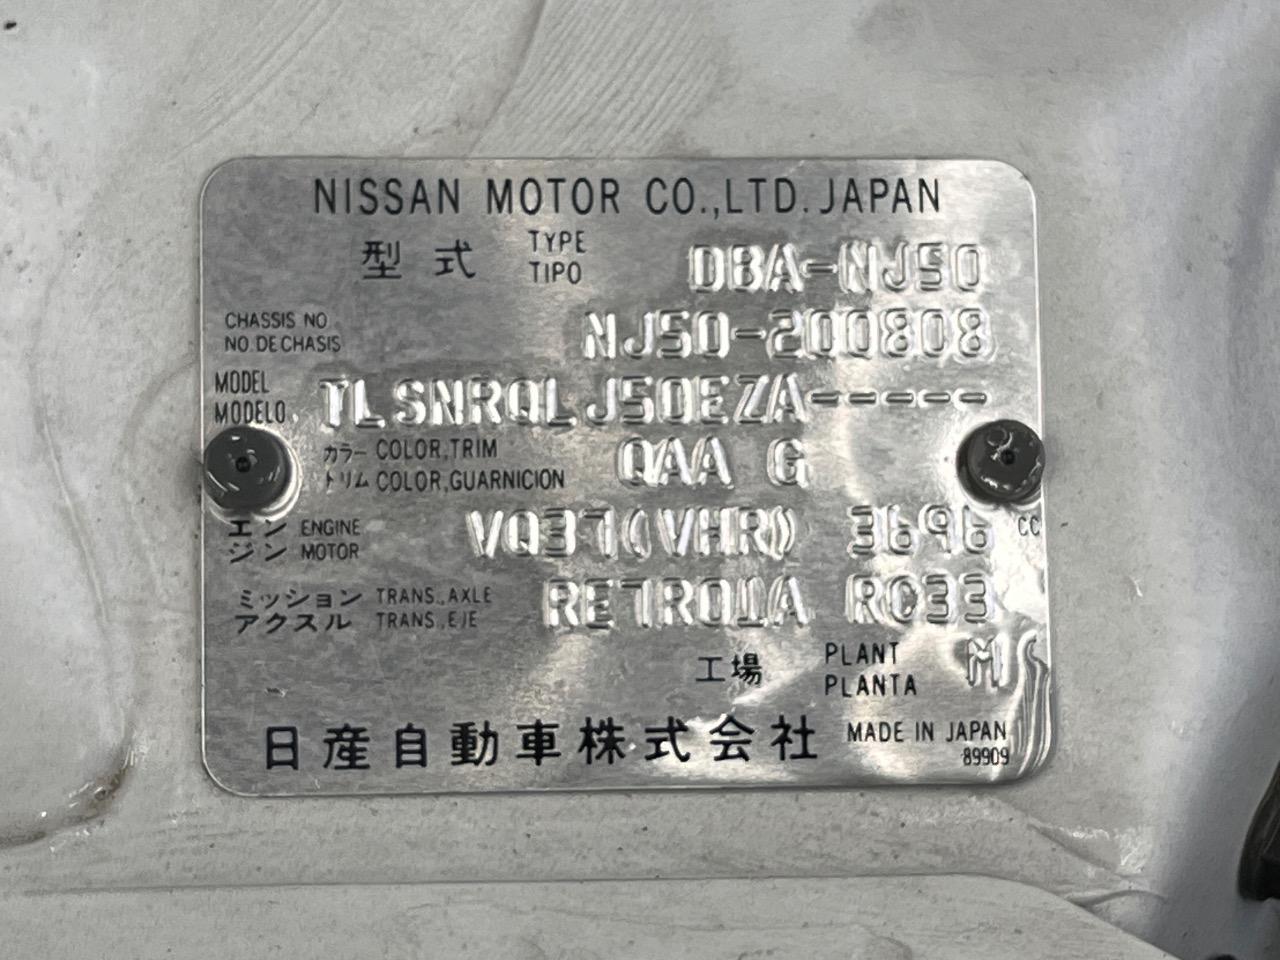 NISSAN MOTOR CO.,LTD. JAPAN
型式 TYPE TIPO DBA-NJ50
CHASSIS NO
NO.DE CHASIS NJ50-200808
MODEL
MODELO. TLSNRQLJ50EZA-----
カラー COLOR,TRIM
トリム COLOR,GUARNICION QAA G
エン ENGINE
ジン MOTOR VQ37(VHR) 3696 CC
ミッション TRANS.,AXLE
アクスル TRANS.,EJE RE7R01A RC33
工場 PLANT
PLANTA M
日産自動車株式会社 MADE IN JAPAN
89909